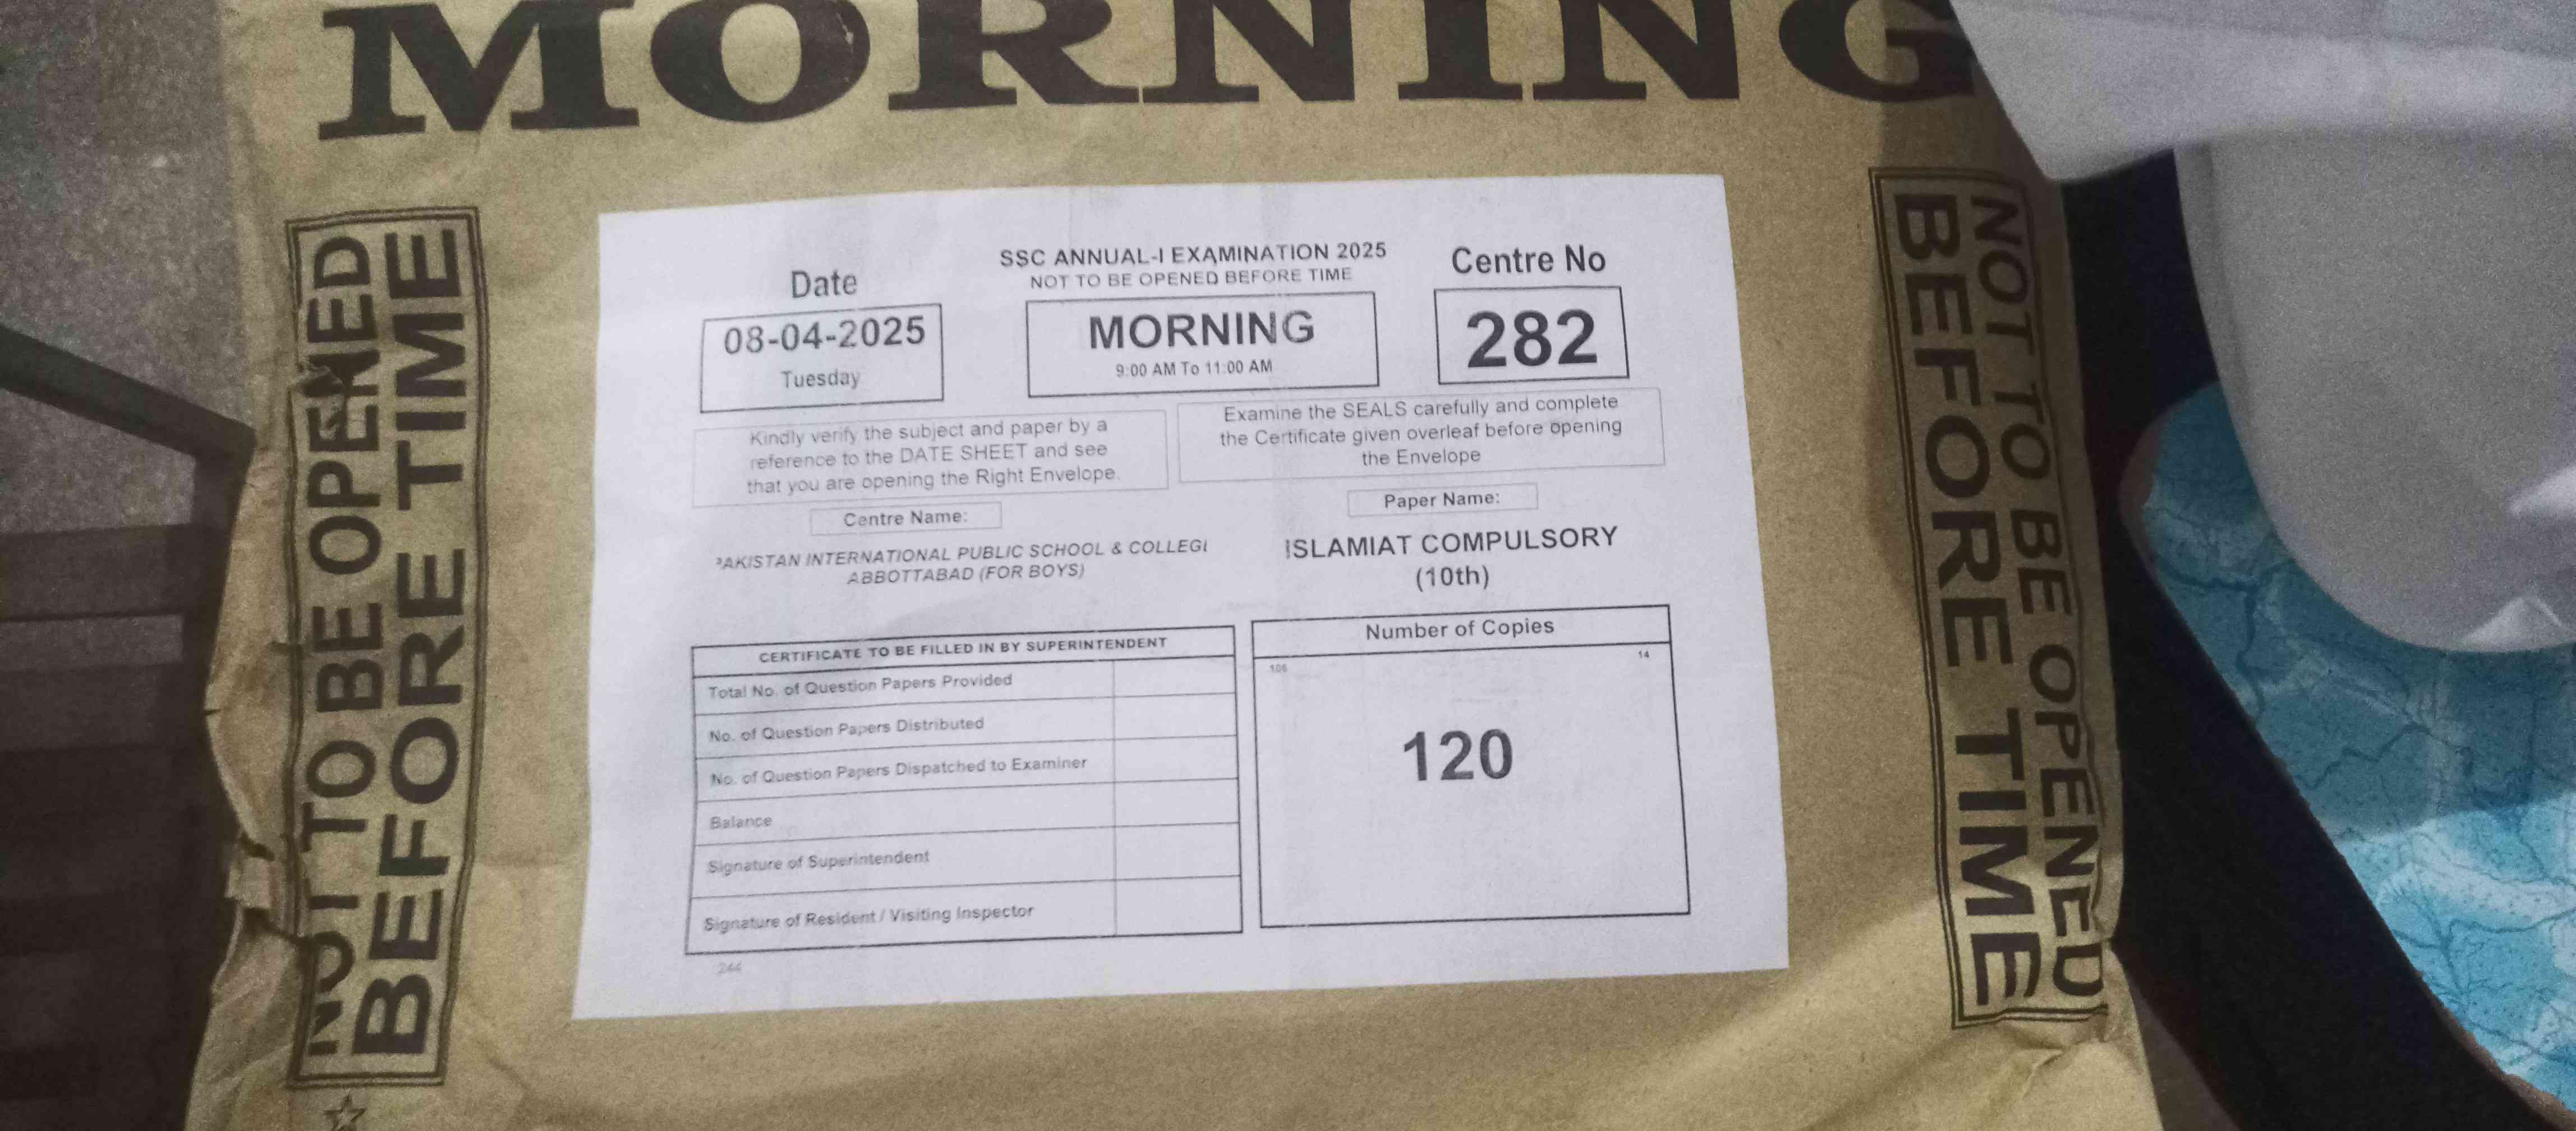 MORNING
NOT TO BE OPENED
BEFORE TIME
SSC ANNUAL-I EXAMINATION 2025
NOT TO BE OPENED BEFORE TIME
Date
08-04-2025
Tuesday
MORNING
9:00 AM To 11:00 AM
Centre No
282
Kindly verify the subject and paper by a
reference to the DATE SHEET and see
that you are opening the Right Envelope.
Examine the SEALS carefully and complete
the Certificate given overleaf before opening
the Envelope
Centre Name:
PAKISTAN INTERNATIONAL PUBLIC SCHOOL & COLLEGE
ABBOTTABAD (FOR BOYS)
Paper Name:
ISLAMIAT COMPULSORY
(10th)
CERTIFICATE TO BE FILLED IN BY SUPERINTENDENT
Total No. of Question Papers Provided
No. of Question Papers Distributed
No. of Question Papers Dispatched to Examiner
Balance
Signature of Superintendent
Signature of Resident / Visiting Inspector
244
Number of Copies
106 14
120
NOT TO BE OPENED
BEFORE TIME